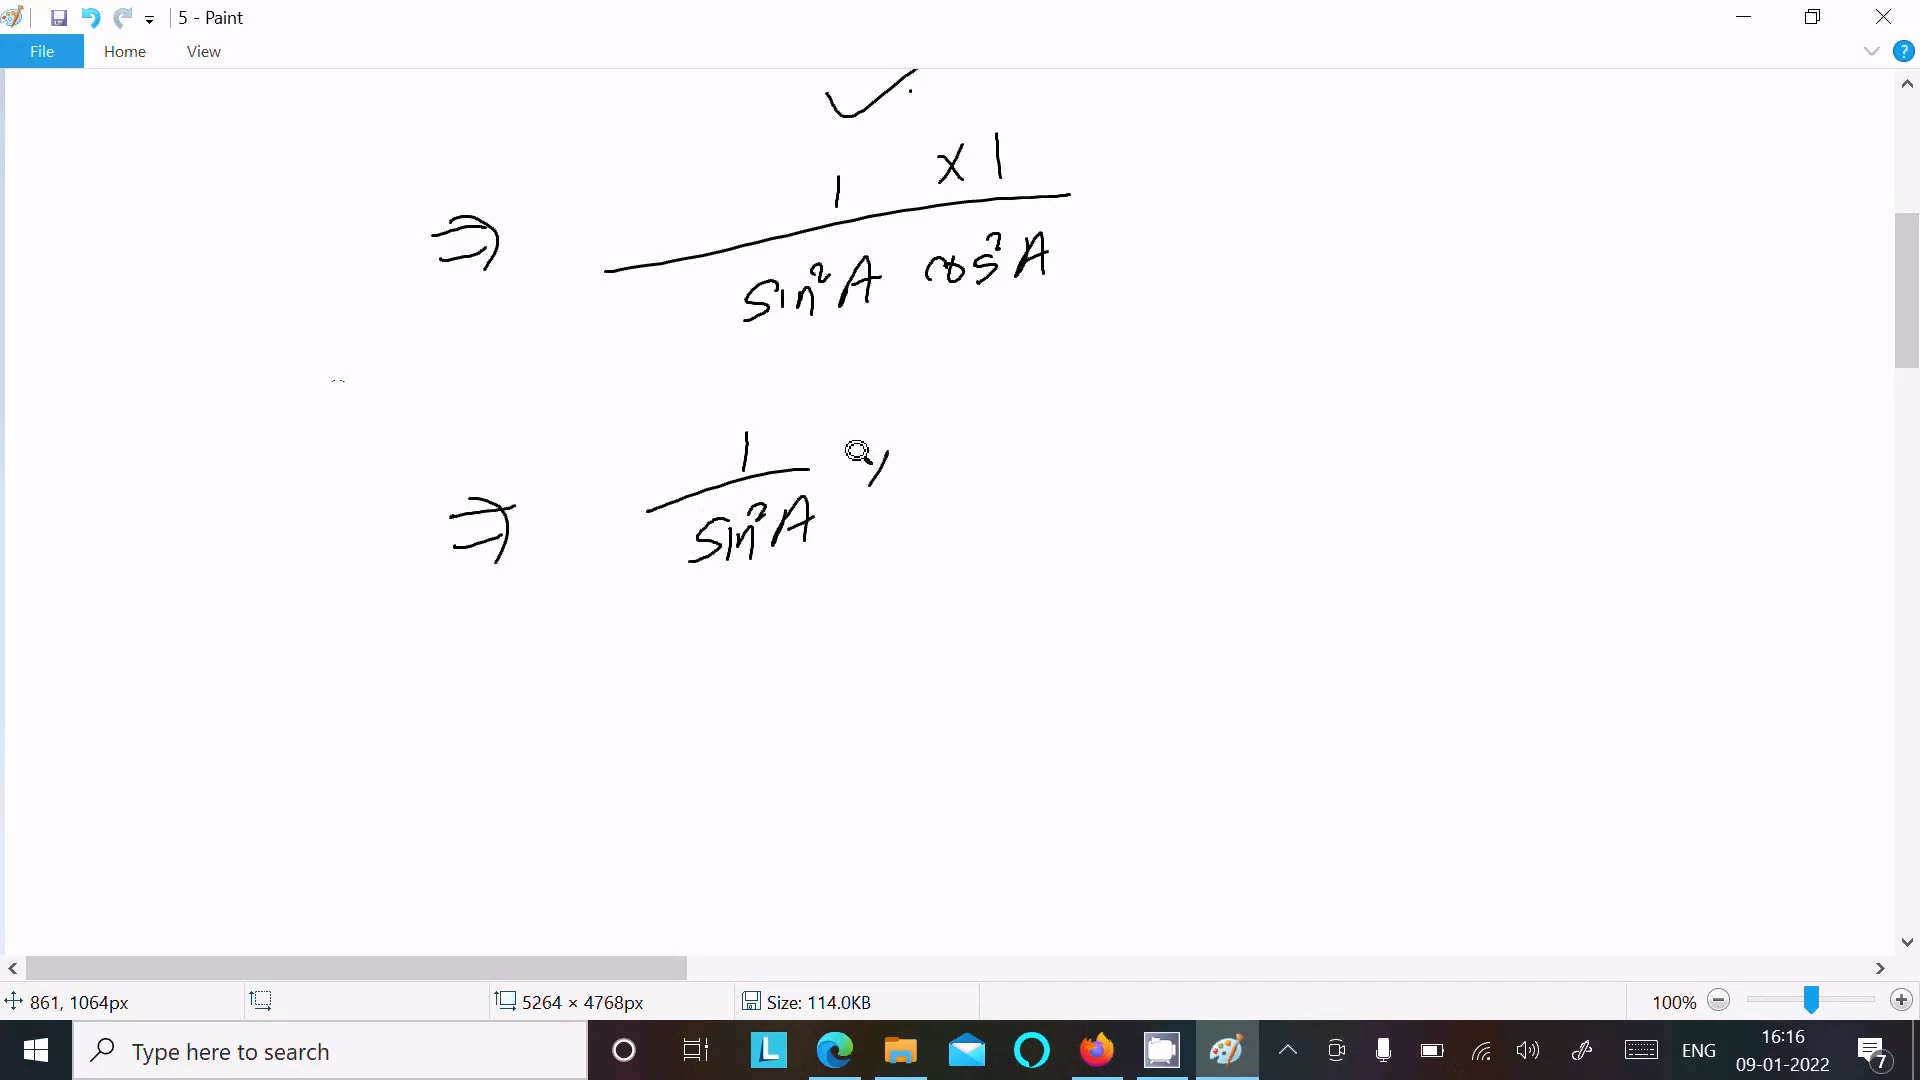 5 - Paint
File Home View
1 x 1
sin²A cos²A
⇒
1
⇒
sin²A
861, 1064px
5264 × 4768px
Size: 114.0KB
100%
Type here to search
ENG
16:16
09-01-2022
7